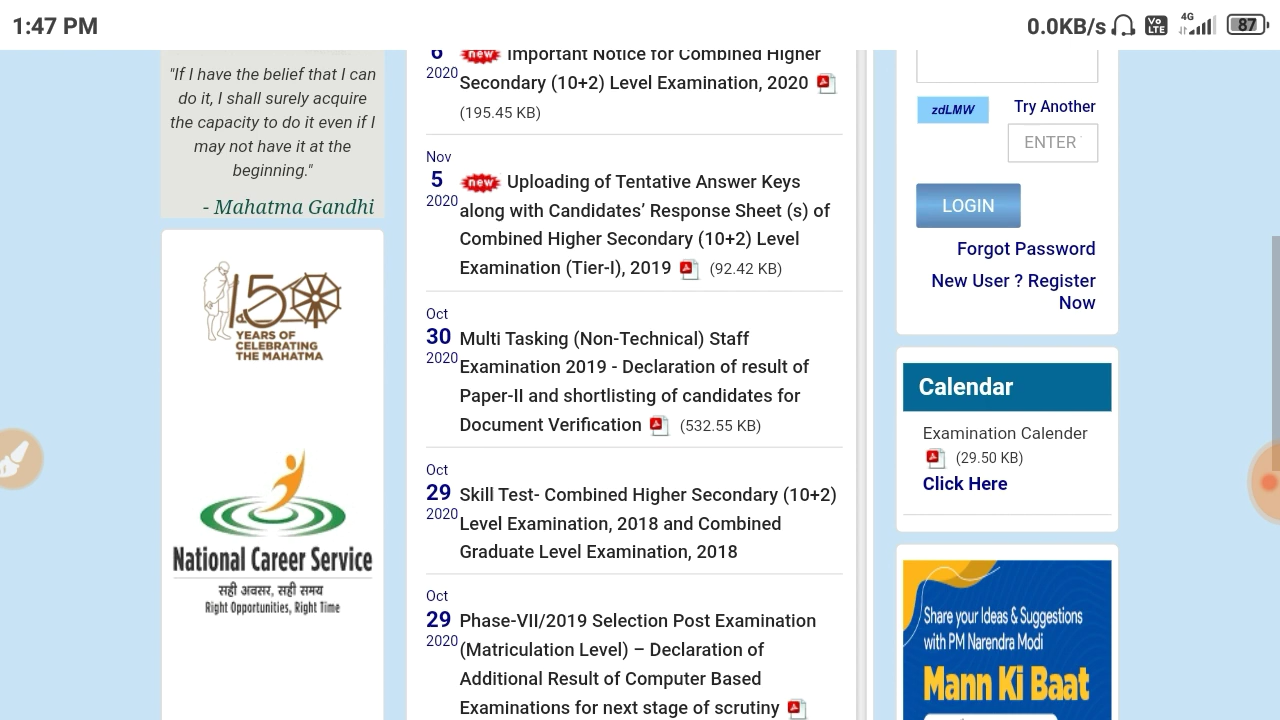 1:47 PM
0.0KB/s
Vo
LTE
4G
87
"If I have the belief that I can
do it, I shall surely acquire
the capacity to do it even if I
may not have it at the
beginning."
- Mahatma Gandhi
150
YEARS OF
CELEBRATING
THE MAHATMA
National Career Service
सही अवसर, सही समय
Right Opportunities, Right Time
6
2020
new Important Notice for Combined Higher
Secondary (10+2) Level Examination, 2020
(195.45 KB)
Nov
5
2020
new Uploading of Tentative Answer Keys
along with Candidates’ Response Sheet (s) of
Combined Higher Secondary (10+2) Level
Examination (Tier-I), 2019 (92.42 KB)
Oct
30
2020
Multi Tasking (Non-Technical) Staff
Examination 2019 - Declaration of result of
Paper-II and shortlisting of candidates for
Document Verification (532.55 KB)
Oct
29
2020
Skill Test- Combined Higher Secondary (10+2)
Level Examination, 2018 and Combined
Graduate Level Examination, 2018
Oct
29
2020
Phase-VII/2019 Selection Post Examination
(Matriculation Level) – Declaration of
Additional Result of Computer Based
Examinations for next stage of scrutiny
zdLMW
Try Another
ENTER
LOGIN
Forgot Password
New User ? Register
Now
Calendar
Examination Calender
(29.50 KB)
Click Here
Share your Ideas & Suggestions
with PM Narendra Modi
Mann Ki Baat